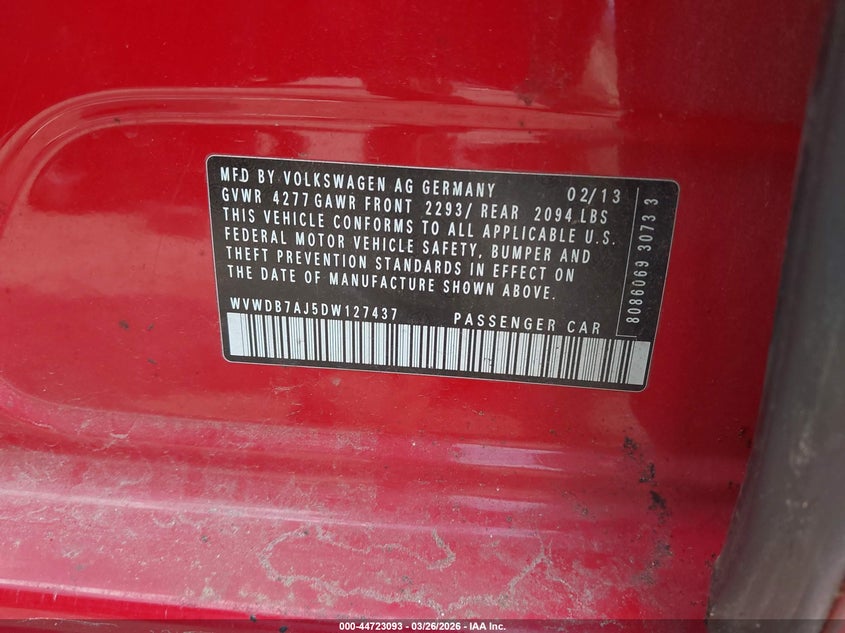 MFD BY VOLKSWAGEN AG GERMANY 02/13
GVWR 4277 GAWR FRONT 2293/ REAR 2094 LBS
THIS VEHICLE CONFORMS TO ALL APPLICABLE U.S.
FEDERAL MOTOR VEHICLE SAFETY, BUMPER AND
THEFT PREVENTION STANDARDS IN EFFECT ON
THE DATE OF MANUFACTURE SHOWN ABOVE.
WVWDB7AJ5DW127437 PASSENGER CAR
8086069 3073 3
000-44723093 - 03/26/2026 - IAA Inc.